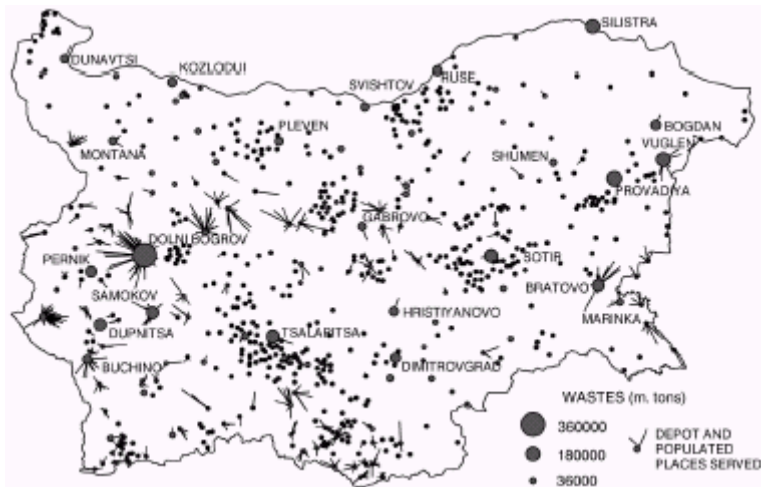 SILISTRA
DUNAVTSI
KOZLODUI
SVISHTOV
RUSE
PLEVEN
BOGDAN
MONTANA
SHUMEN
VUGLEN
PROVADIYA
GABROVO
DOLNI BOGROV
PERNIK
SOTIR
SAMOKOV
BRATOVO
HRISTIYANOVO
MARINKA
DUPNITSA
TSALAPITSA
BUCHINO
DIMITROVGRAD
WASTES (m. tons)
360000
180000
36000
DEPOT AND
POPULATED
PLACES SERVED